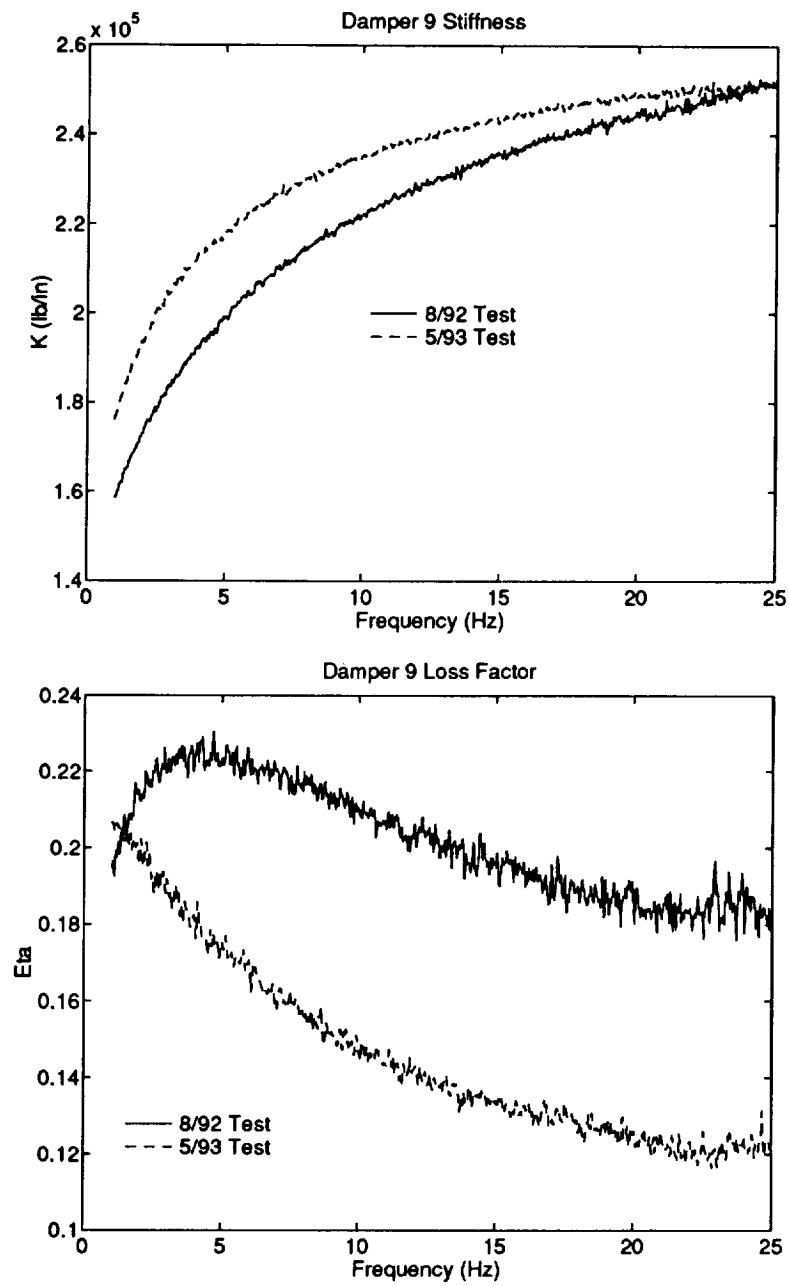 Damper 9 Stiffness
x 10^5
2.6
2.4
2.2
2
1.8
1.6
1.4
K (lb/in)
8/92 Test
5/93 Test
0 5 10 15 20 25
Frequency (Hz)
Damper 9 Loss Factor
0.24
0.22
0.2
0.18
0.16
0.14
0.12
0.1
Eta
8/92 Test
5/93 Test
0 5 10 15 20 25
Frequency (Hz)